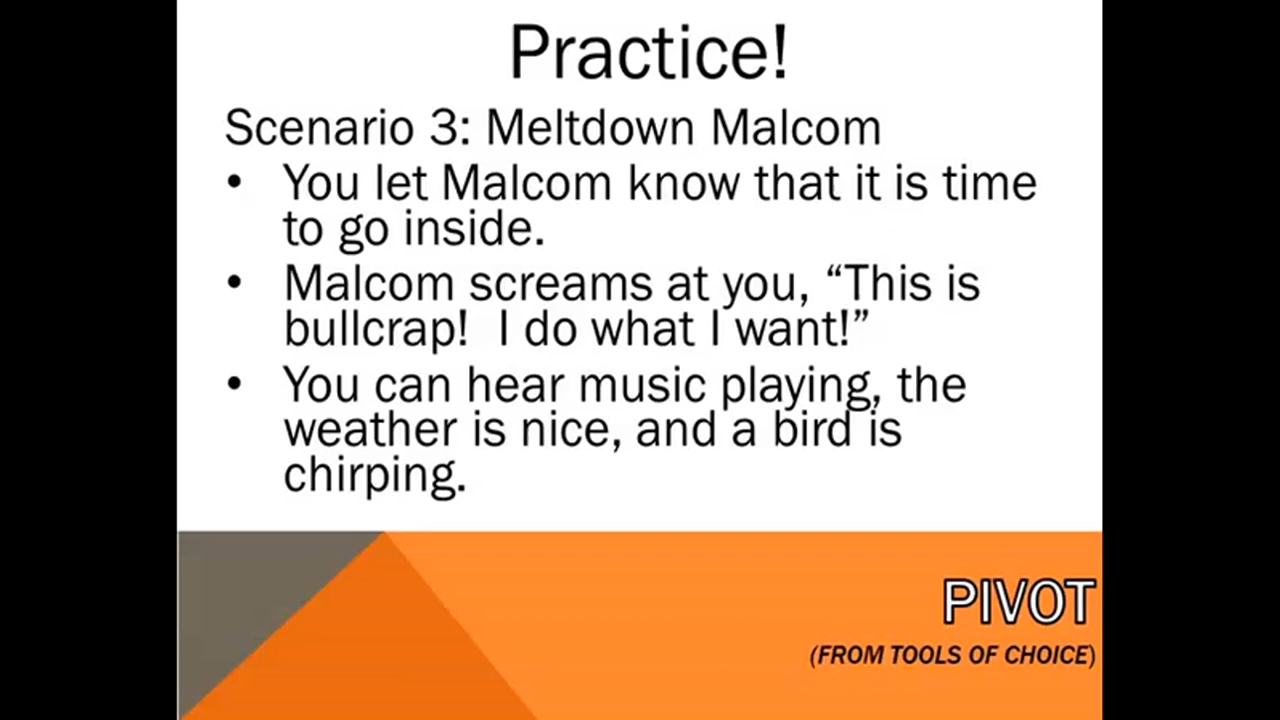 Practice!
Scenario 3: Meltdown Malcom
• You let Malcom know that it is time
to go inside.
• Malcom screams at you, “This is
bullcrap!  I do what I want!”
• You can hear music playing, the
weather is nice, and a bird is
chirping.
PIVOT
(FROM TOOLS OF CHOICE)